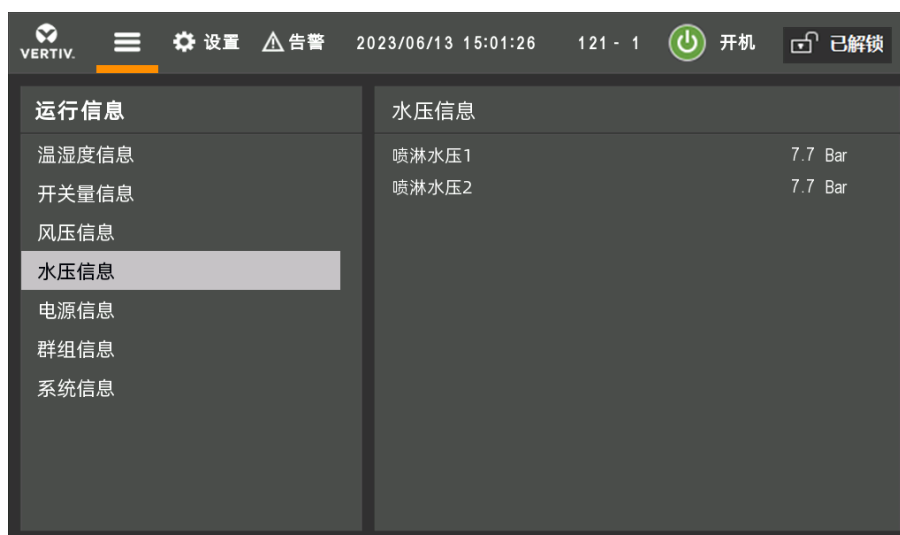 VERTIV. 设置 告警 2023/06/13 15:01:26 121 - 1 开机 已解锁
运行信息
温湿度信息
开关量信息
风压信息
水压信息
电源信息
群组信息
系统信息
水压信息
喷淋水压1 7.7 Bar
喷淋水压2 7.7 Bar